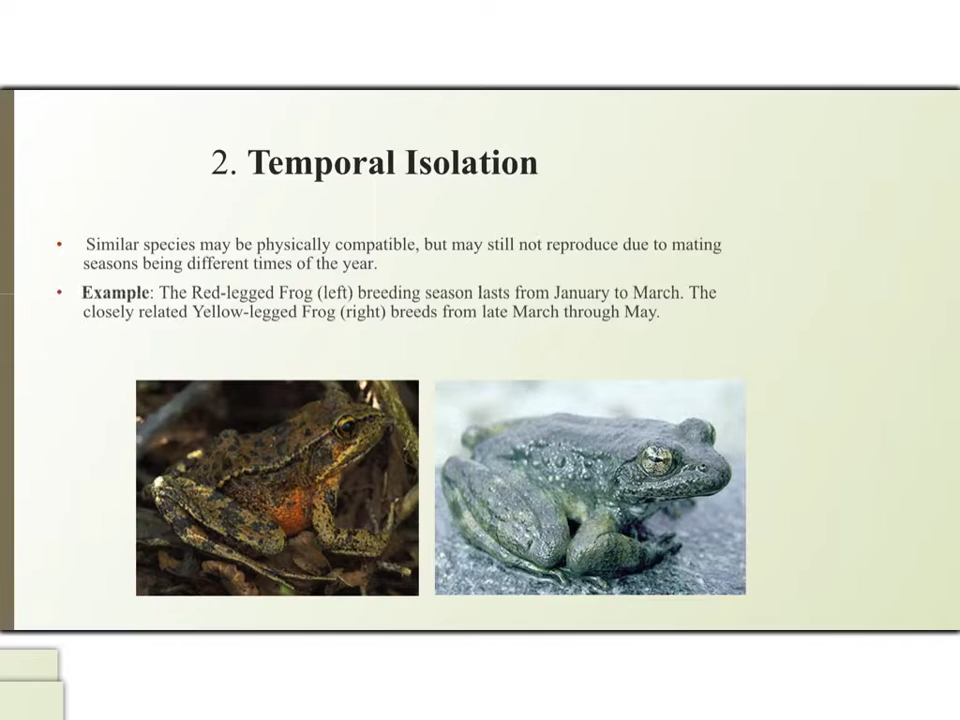 2. Temporal Isolation
• Similar species may be physically compatible, but may still not reproduce due to mating
seasons being different times of the year.
• Example: The Red-legged Frog (left) breeding season lasts from January to March. The
closely related Yellow-legged Frog (right) breeds from late March through May.